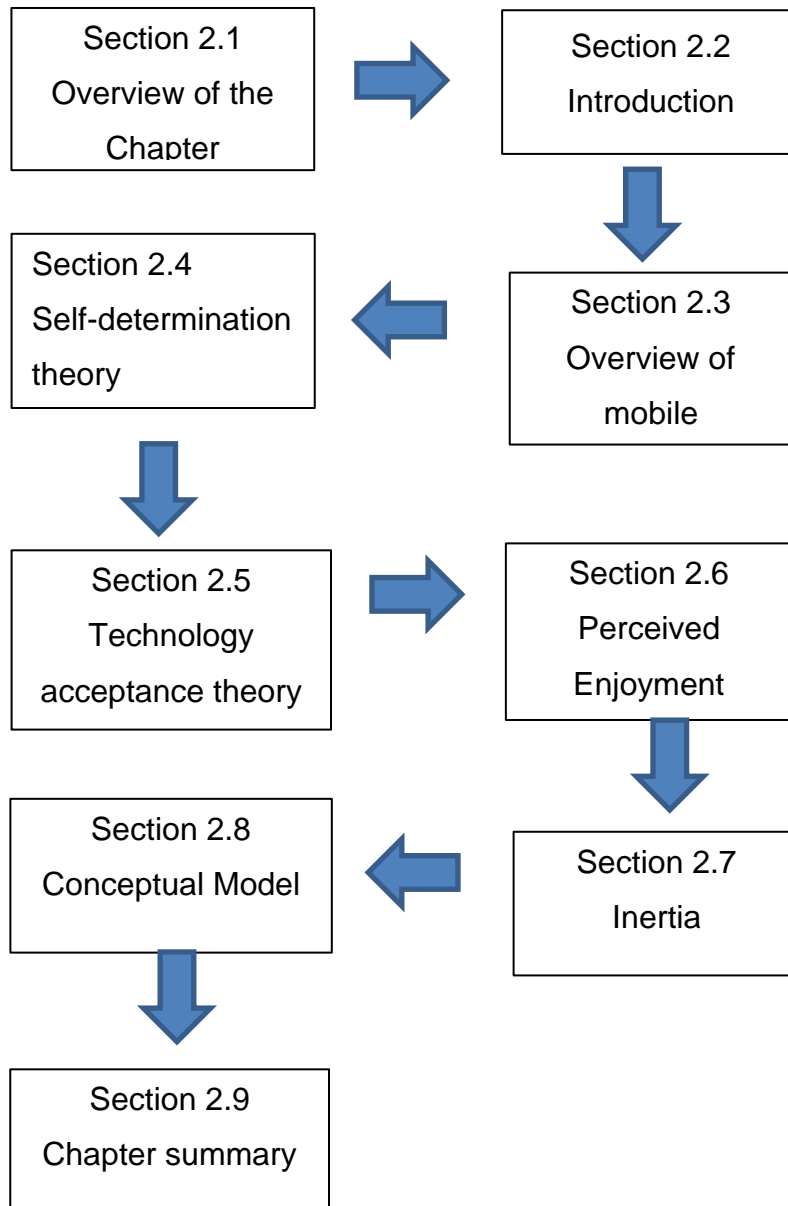 Section 2.1
Overview of the
Chapter
Section 2.2
Introduction
Section 2.3
Overview of
mobile
Section 2.4
Self-determination
theory
Section 2.5
Technology
acceptance theory
Section 2.6
Perceived
Enjoyment
Section 2.7
Inertia
Section 2.8
Conceptual Model
Section 2.9
Chapter summary